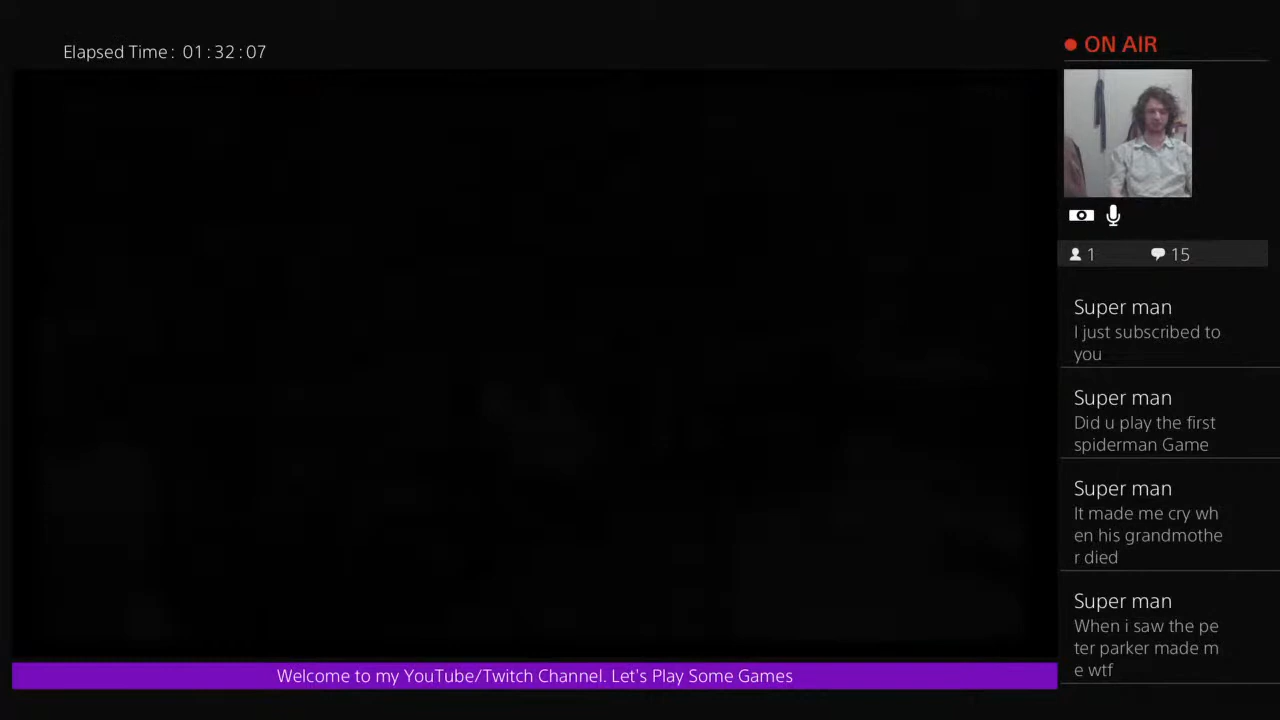 Elapsed Time: 01:32:07
ON AIR
1 15
Super man
I just subscribed to
you
Super man
Did u play the first
spiderman Game
Super man
It made me cry wh
en his grandmothe
r died
Super man
When i saw the pe
ter parker made m
e wtf
Welcome to my YouTube/Twitch Channel. Let's Play Some Games